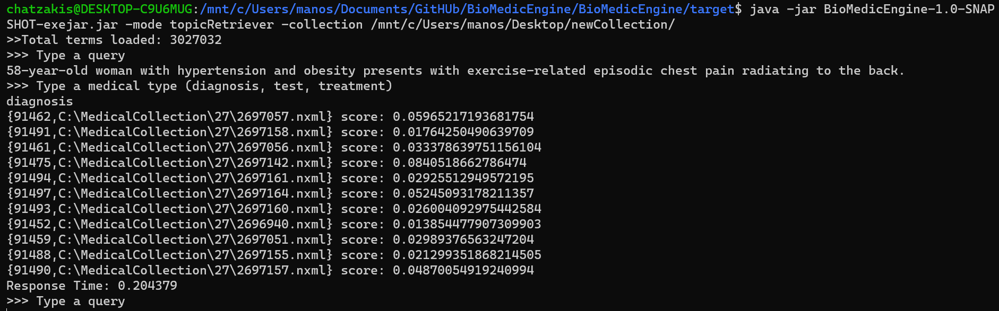 chatzakis@DESKTOP-C9U6MUG:/mnt/c/Users/manos/Documents/GitHUb/BioMedicEngine/BioMedicEngine/target$ java -jar BioMedicEngine-1.0-SNAP
SHOT-exejar.jar -mode topicRetriever -collection /mnt/c/Users/manos/Desktop/newCollection/
>>Total terms loaded: 3027032
>>> Type a query
58-year-old woman with hypertension and obesity presents with exercise-related episodic chest pain radiating to the back.
>>> Type a medical type (diagnosis, test, treatment)
diagnosis
{91462,C:\MedicalCollection\27\2697057.nxml} score: 0.05965217193681754
{91491,C:\MedicalCollection\27\2697158.nxml} score: 0.01764250490639709
{91461,C:\MedicalCollection\27\2697056.nxml} score: 0.033378639751156104
{91475,C:\MedicalCollection\27\2697142.nxml} score: 0.0840518662786474
{91494,C:\MedicalCollection\27\2697161.nxml} score: 0.02925512949572195
{91497,C:\MedicalCollection\27\2697164.nxml} score: 0.05245093178211357
{91493,C:\MedicalCollection\27\2697160.nxml} score: 0.026004092975442584
{91452,C:\MedicalCollection\27\2696940.nxml} score: 0.013854477907309903
{91459,C:\MedicalCollection\27\2697051.nxml} score: 0.02989376563247204
{91488,C:\MedicalCollection\27\2697155.nxml} score: 0.021299351868214505
{91490,C:\MedicalCollection\27\2697157.nxml} score: 0.04870054919240994
Response Time: 0.204379
>>> Type a query